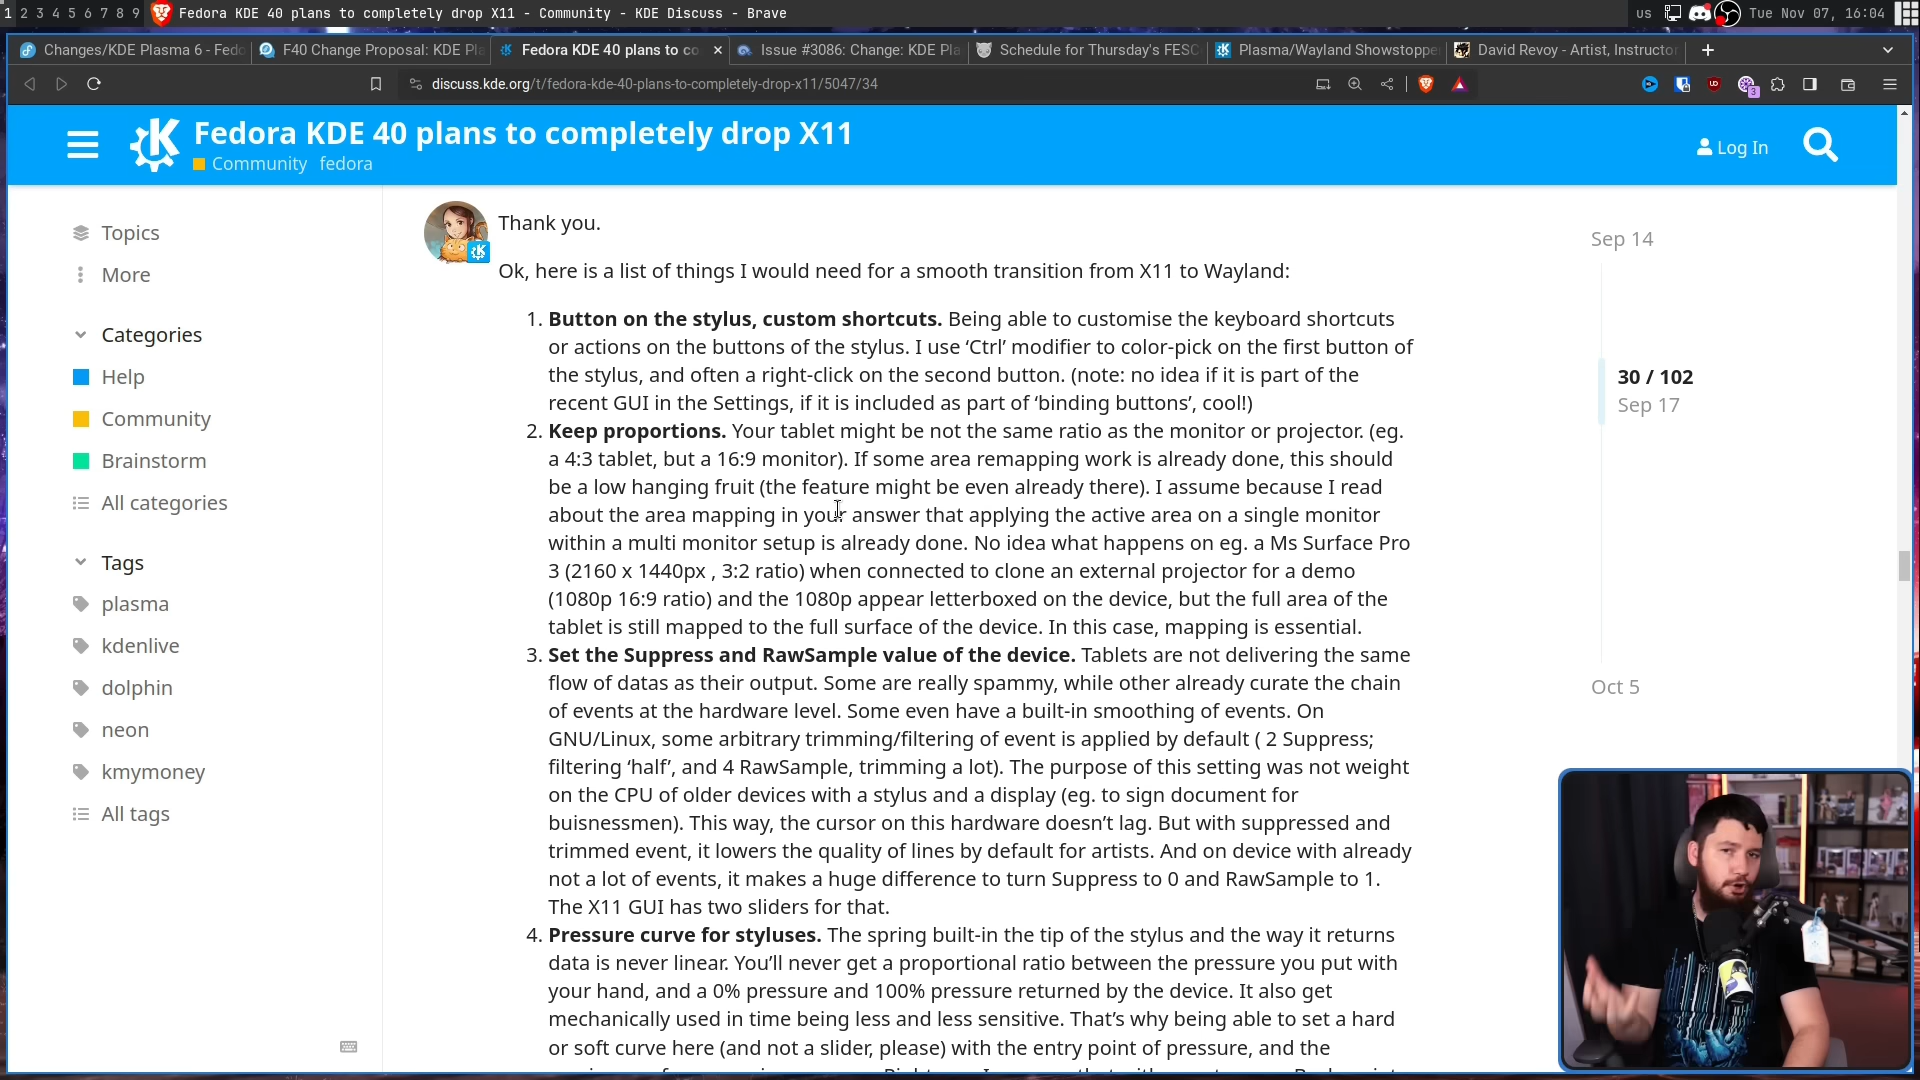 1 2 3 4 5 6 7 8 9 Fedora KDE 40 plans to completely drop X11 - Community - KDE Discuss - Brave us Tue Nov 07, 16:04
Changes/KDE Plasma 6 - Fedo F40 Change Proposal: KDE Pla Fedora KDE 40 plans to co Issue #3086: Change: KDE Pla Schedule for Thursday's FESC Plasma/Wayland Showstoppe David Revoy - Artist, Instructor
discuss.kde.org/t/fedora-kde-40-plans-to-completely-drop-x11/5047/34
Fedora KDE 40 plans to completely drop X11
Community fedora
Log In
Topics
More
Categories
Help
Community
Brainstorm
All categories
Tags
plasma
kdenlive
dolphin
neon
kmymoney
All tags
Thank you.
Ok, here is a list of things I would need for a smooth transition from X11 to Wayland:
1. Button on the stylus, custom shortcuts. Being able to customise the keyboard shortcuts
or actions on the buttons of the stylus. I use ‘Ctrl’ modifier to color-pick on the first button of
the stylus, and often a right-click on the second button. (note: no idea if it is part of the
recent GUI in the Settings, if it is included as part of ‘binding buttons’, cool!)
2. Keep proportions. Your tablet might be not the same ratio as the monitor or projector. (eg.
a 4:3 tablet, but a 16:9 monitor). If some area remapping work is already done, this should
be a low hanging fruit (the feature might be even already there). I assume because I read
about the area mapping in your answer that applying the active area on a single monitor
within a multi monitor setup is already done. No idea what happens on eg. a Ms Surface Pro
3 (2160 x 1440px , 3:2 ratio) when connected to clone an external projector for a demo
(1080p 16:9 ratio) and the 1080p appear letterboxed on the device, but the full area of the
tablet is still mapped to the full surface of the device. In this case, mapping is essential.
3. Set the Suppress and RawSample value of the device. Tablets are not delivering the same
flow of datas as their output. Some are really spammy, while other already curate the chain
of events at the hardware level. Some even have a built-in smoothing of events. On
GNU/Linux, some arbitrary trimming/filtering of event is applied by default ( 2 Suppress;
filtering ‘half’, and 4 RawSample, trimming a lot). The purpose of this setting was not weight
on the CPU of older devices with a stylus and a display (eg. to sign document for
buisnessmen). This way, the cursor on this hardware doesn’t lag. But with suppressed and
trimmed event, it lowers the quality of lines by default for artists. And on device with already
not a lot of events, it makes a huge difference to turn Suppress to 0 and RawSample to 1.
The X11 GUI has two sliders for that.
4. Pressure curve for styluses. The spring built-in the tip of the stylus and the way it returns
data is never linear. You’ll never get a proportional ratio between the pressure you put with
your hand, and a 0% pressure and 100% pressure returned by the device. It also get
mechanically used in time being less and less sensitive. That’s why being able to set a hard
or soft curve here (and not a slider, please) with the entry point of pressure, and the
Sep 14
30 / 102
Sep 17
Oct 5